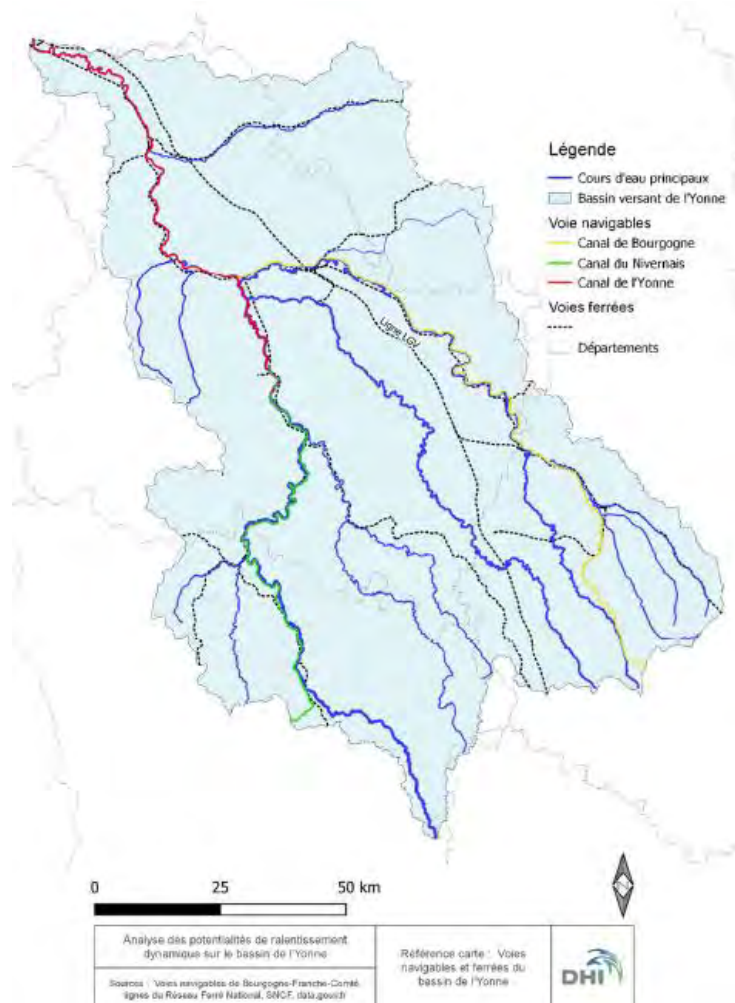 Légende
Cours d'eau principaux
Bassin versant de l'Yonne
Voie navigables
Canal de Bourgogne
Canal du Nivernais
Canal de l'Yonne
Voies ferrées
Départements
Ligne LGV
0 25 50 km
Analyse des potentialités de ralentissement
dynamique sur le bassin de l'Yonne
Sources : Voies navigables de Bourgogne-Franche-Comté,
lignes du Réseau Ferré National, SNCF, data.gouv.fr
Référence carte : Voies
navigables et ferrées du
bassin de l'Yonne
DHI